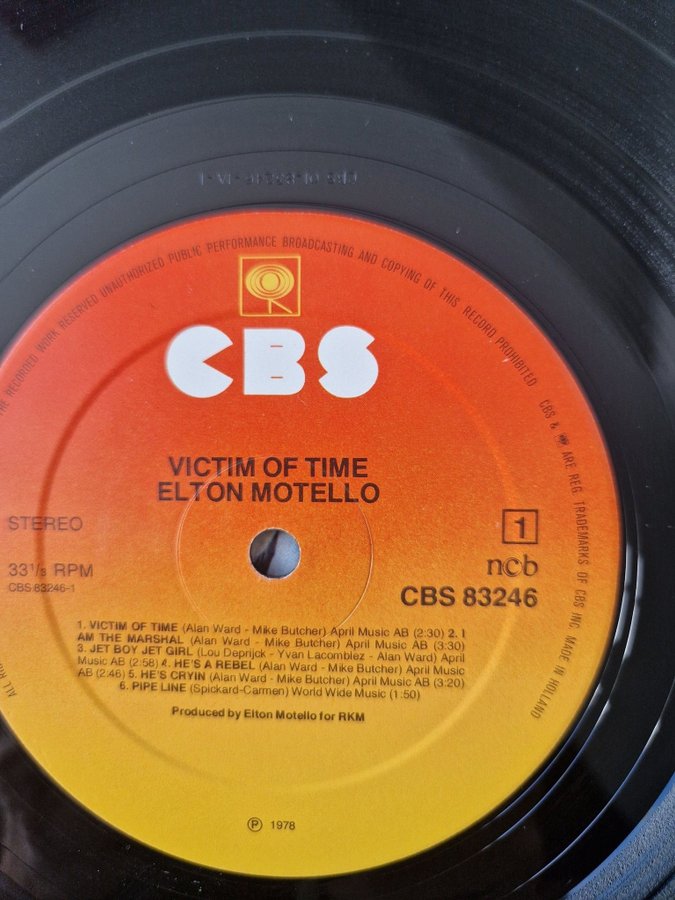 THE RECORDED WORK RESERVED UNAUTHORIZED PUBLIC PERFORMANCE BROADCASTING AND COPYING OF THIS RECORD PROHIBITED CBS & ARE REG. TRADEMARKS OF CBS INC MADE IN HOLLAND
CBS
VICTIM OF TIME
ELTON MOTELLO
STEREO
1
33⅓ RPM
ncb
CBS 83246-1
CBS 83246
1. VICTIM OF TIME (Alan Ward - Mike Butcher) April Music AB (2:30) 2. I
AM THE MARSHAL (Alan Ward - Mike Butcher) April Music AB (3:30)
3. JET BOY JET GIRL (Lou Deprijck - Yvan Lacomblez - Alan Ward) April
Music AB (2:58) 4. HE'S A REBEL (Alan Ward - Mike Butcher) April Music
AB (2:46) 5. HE'S CRYIN (Alan Ward - Mike Butcher) April Music AB (3:20)
6. PIPE LINE (Spickard-Carmen) World Wide Music (1:50)
Produced by Elton Motello for RKM
℗ 1978